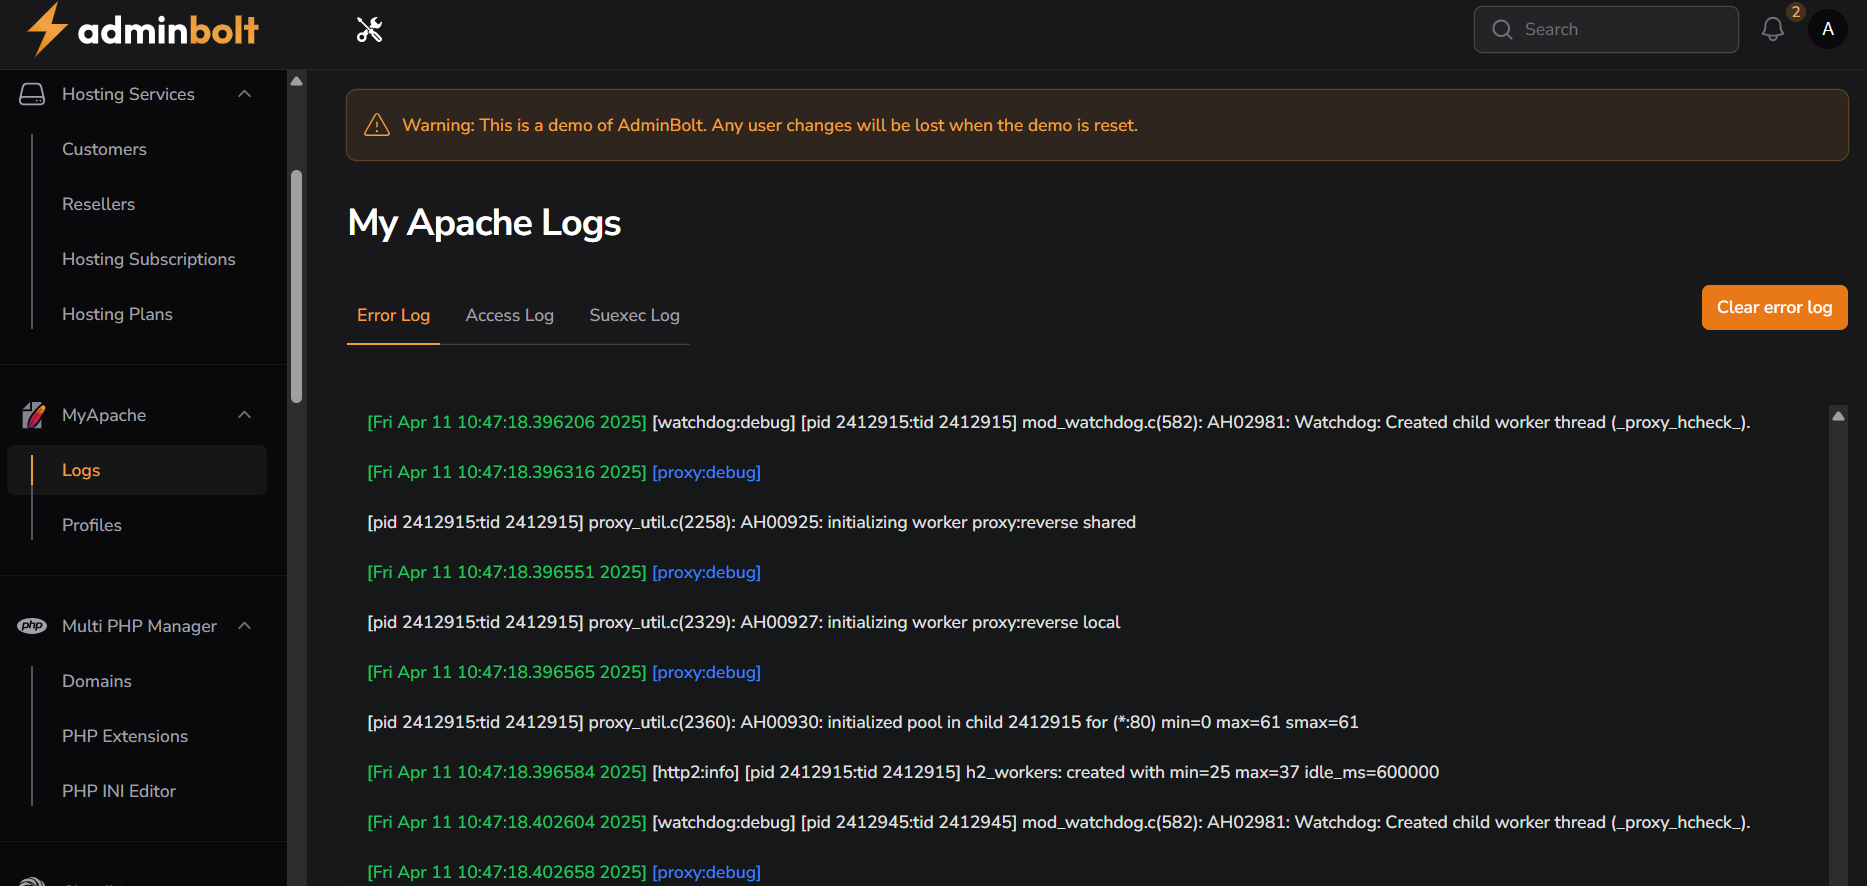 adminbolt
Search
2
A
Hosting Services
Customers
Resellers
Hosting Subscriptions
Hosting Plans
MyApache
Logs
Profiles
php
Multi PHP Manager
Domains
PHP Extensions
PHP INI Editor
Warning: This is a demo of AdminBolt. Any user changes will be lost when the demo is reset.
My Apache Logs
Error Log Access Log Suexec Log
Clear error log
[Fri Apr 11 10:47:18.396206 2025] [watchdog:debug] [pid 2412915:tid 2412915] mod_watchdog.c(582): AH02981: Watchdog: Created child worker thread (_proxy_hcheck_).
[Fri Apr 11 10:47:18.396316 2025] [proxy:debug]
[pid 2412915:tid 2412915] proxy_util.c(2258): AH00925: initializing worker proxy:reverse shared
[Fri Apr 11 10:47:18.396551 2025] [proxy:debug]
[pid 2412915:tid 2412915] proxy_util.c(2329): AH00927: initializing worker proxy:reverse local
[Fri Apr 11 10:47:18.396565 2025] [proxy:debug]
[pid 2412915:tid 2412915] proxy_util.c(2360): AH00930: initialized pool in child 2412915 for (*:80) min=0 max=61 smax=61
[Fri Apr 11 10:47:18.396584 2025] [http2:info] [pid 2412915:tid 2412915] h2_workers: created with min=25 max=37 idle_ms=600000
[Fri Apr 11 10:47:18.402604 2025] [watchdog:debug] [pid 2412945:tid 2412945] mod_watchdog.c(582): AH02981: Watchdog: Created child worker thread (_proxy_hcheck_).
[Fri Apr 11 10:47:18.402658 2025] [proxy:debug]